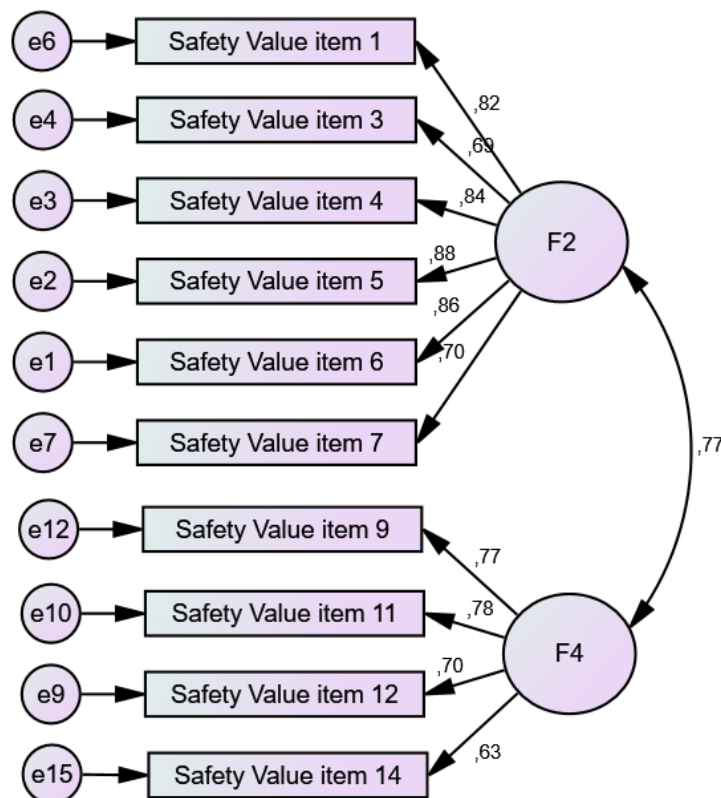 e6 Safety Value item 1
,82
e4 Safety Value item 3
,69
e3 Safety Value item 4
,84
F2
e2 Safety Value item 5
,88
,86
e1 Safety Value item 6
,70
e7 Safety Value item 7
,77
e12 Safety Value item 9
,77
e10 Safety Value item 11
,78
F4
e9 Safety Value item 12
,70
,63
e15 Safety Value item 14